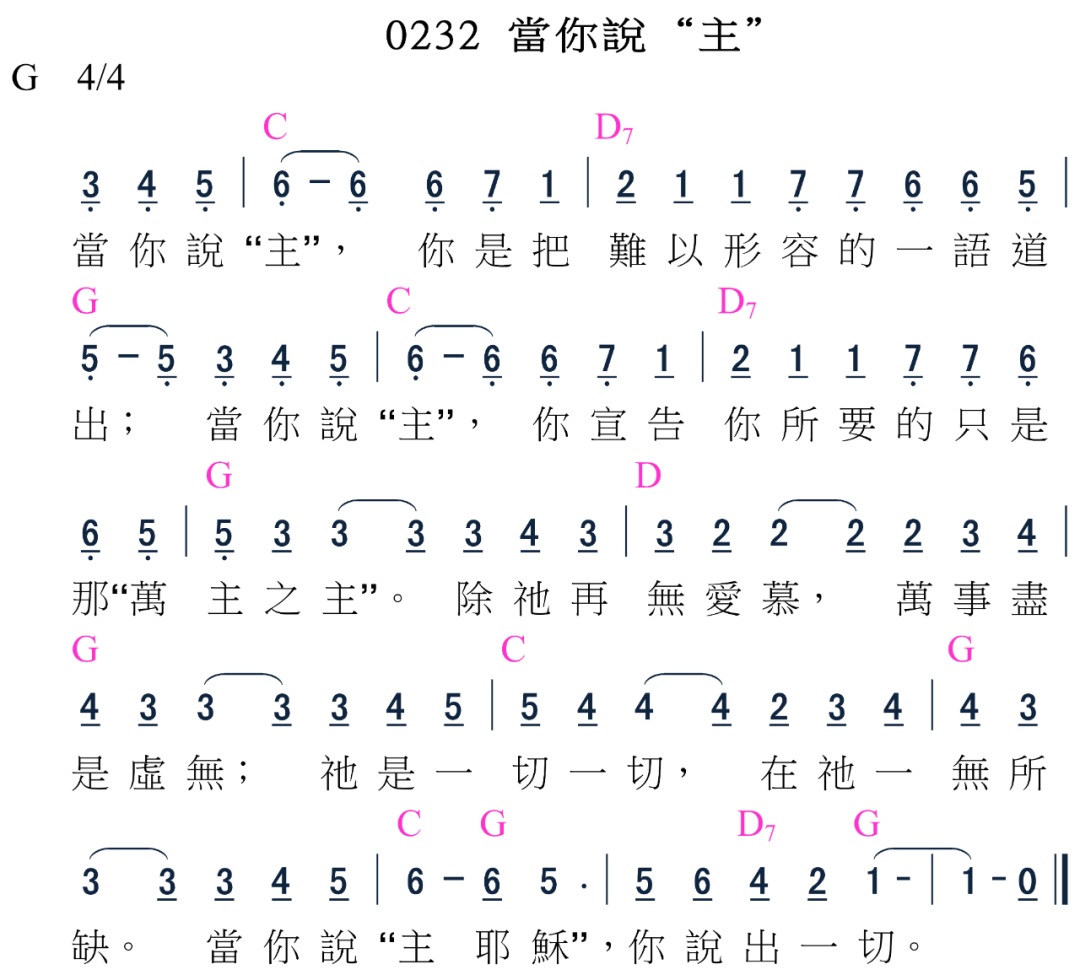 0232 當你說“主”
G 4/4
C D7
3 4 5 | 6 – 6 6 7 1 | 2 1 1 7 7 6 6 5 |
當你說“主”， 你是把 難以形容的一語道
G C D7
5 – 5 3 4 5 | 6 – 6 6 7 1 | 2 1 1 7 7 6
出； 當你說“主”， 你宣告 你所要的只是
G D
6 5 | 5 3 3 3 3 4 3 | 3 2 2 2 2 3 4 |
那“萬 主之主”。 除祂再 無愛慕， 萬事盡
G C G
4 3 3 3 3 4 5 | 5 4 4 4 2 3 4 | 4 3
是虛無； 祂是一 切一切， 在祂一 無所
C G D7 G
3 3 3 4 5 | 6 – 6 5 . | 5 6 4 2 1 – | 1 – 0 ‖
缺。 當你說“主 耶穌”，你說出一切。